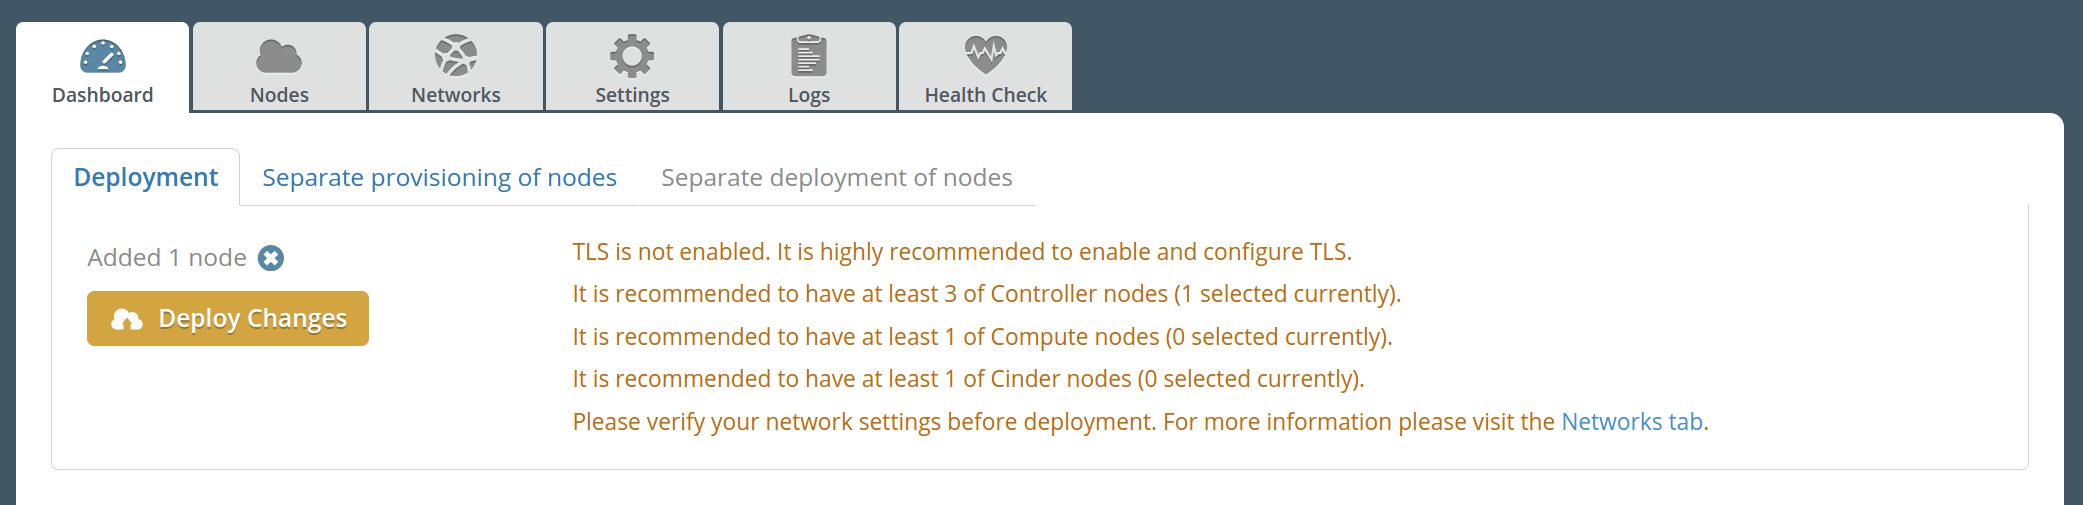 Dashboard
Nodes
Networks
Settings
Logs
Health Check
Deployment
Separate provisioning of nodes
Separate deployment of nodes
Added 1 node
Deploy Changes
TLS is not enabled. It is highly recommended to enable and configure TLS.
It is recommended to have at least 3 of Controller nodes (1 selected currently).
It is recommended to have at least 1 of Compute nodes (0 selected currently).
It is recommended to have at least 1 of Cinder nodes (0 selected currently).
Please verify your network settings before deployment. For more information please visit the Networks tab.